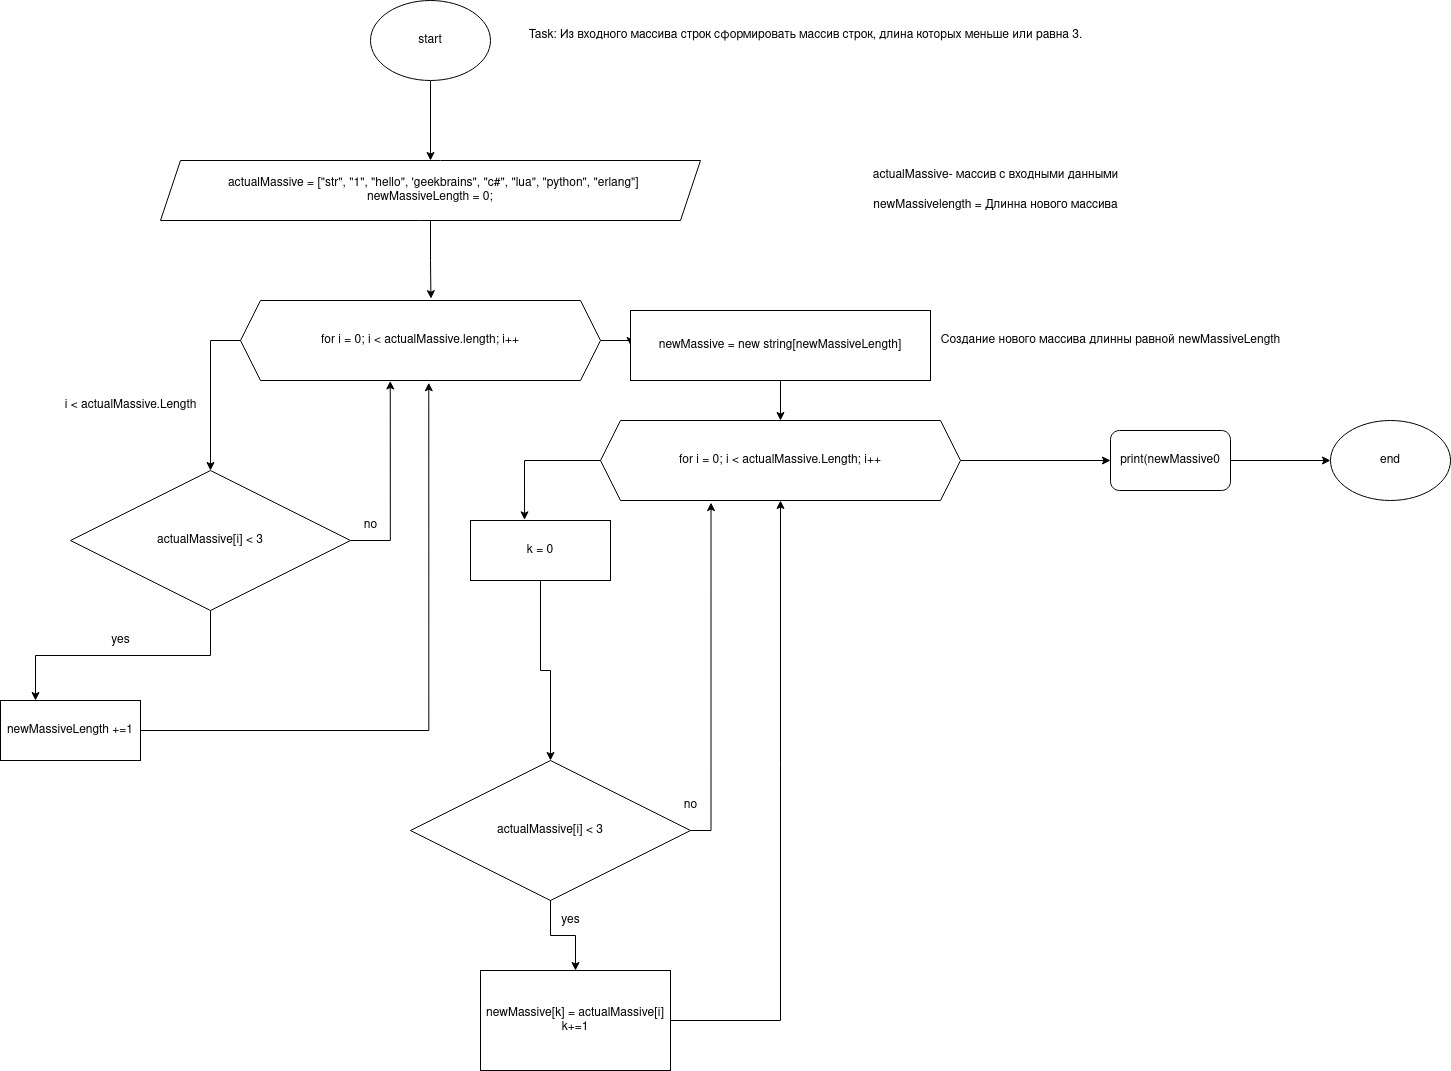 start
Task: Из входного массива строк сформировать массив строк, длина которых меньше или равна 3.
actualMassive = ["str", "1", "hello", 'geekbrains", "c#", "lua", "python", "erlang"]
newMassiveLength = 0;
actualMassive- массив с входными данными
newMassivelength = Длинна нового массива
for i = 0; i < actualMassive.length; i++
newMassive = new string[newMassiveLength]
Создание нового массива длинны равной newMassiveLength
i < actualMassive.Length
for i = 0; i < actualMassive.Length; i++
print(newMassive0
end
actualMassive[i] < 3
no
k = 0
yes
newMassiveLength +=1
no
actualMassive[i] < 3
yes
newMassive[k] = actualMassive[i]
k+=1